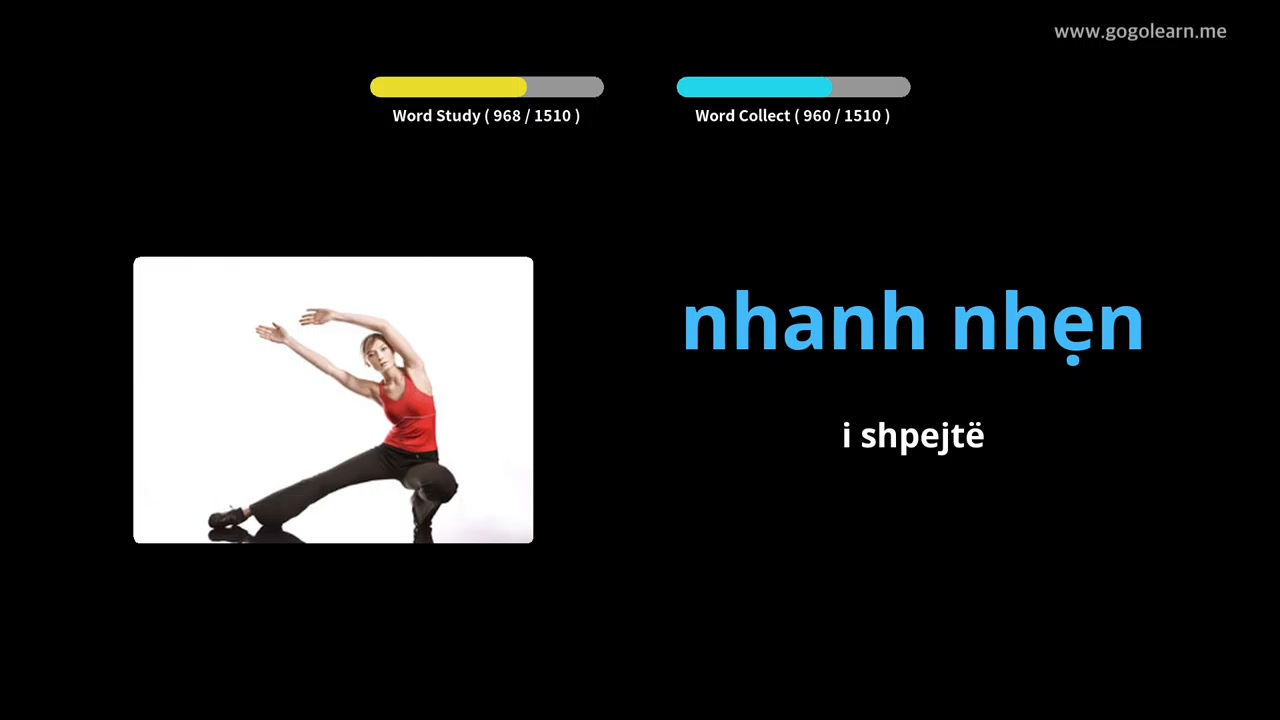 www.gogolearn.me
Word Study ( 968 / 1510 )
Word Collect ( 960 / 1510 )
nhanh nhẹn
i shpejtë